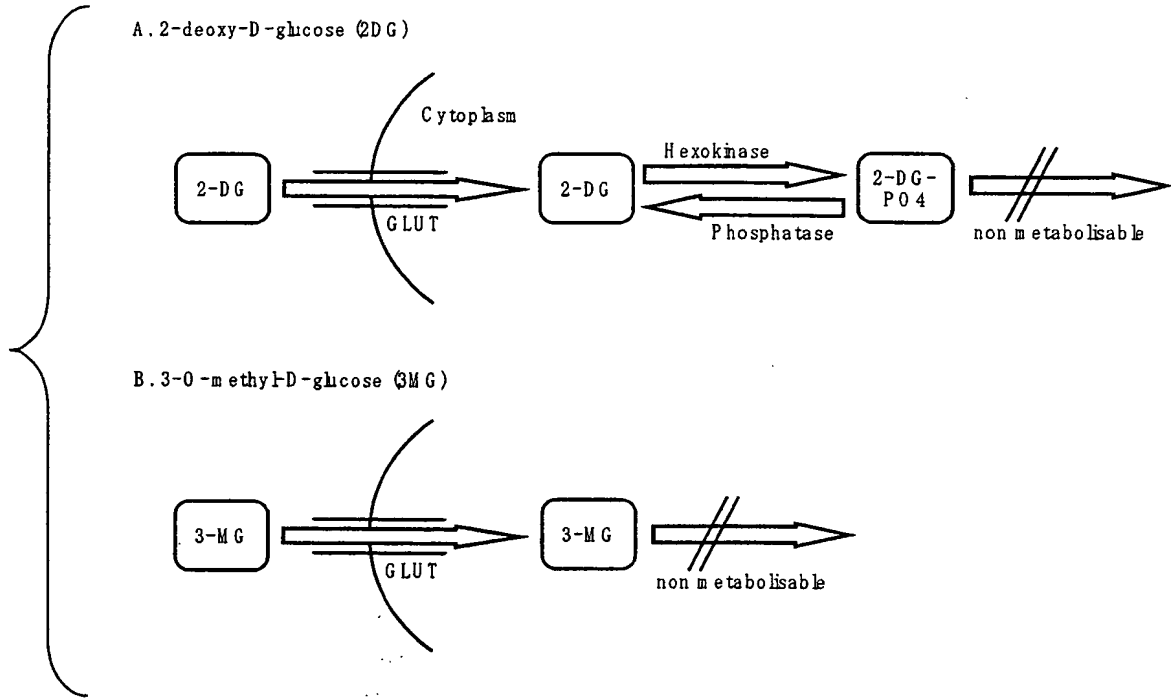 A. 2-deoxy-D-glucose (2DG)
Cytoplasm
2-DG
GLUT
2-DG
Hexokinase
Phosphatase
2-DG-
PO4
non metabolisable
B. 3-O-methyl-D-glucose (3MG)
3-MG
GLUT
3-MG
non metabolisable